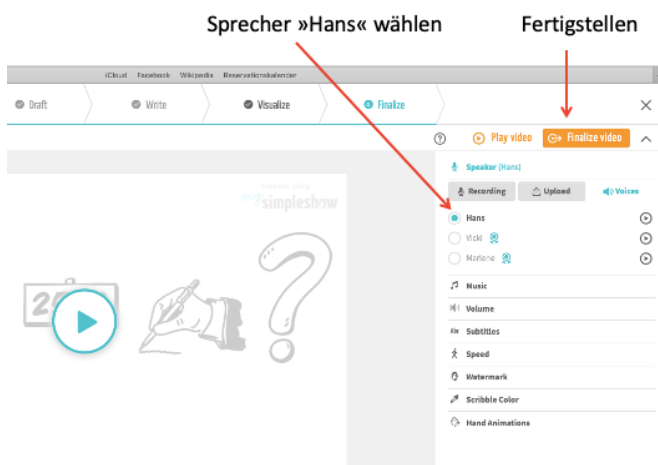 Sprecher »Hans« wählen
Fertigstellen
iCloud Facebook Wikipedia Reservationskalender
Draft
Write
Visualize
Finalize
Play video
Finalize video
Speaker (Hans)
Recording
Upload
Voices
simpleshow
Hans
Vicki
Marlene
Music
Volume
Subtitles
Speed
Watermark
Scribble Color
Hand Animations